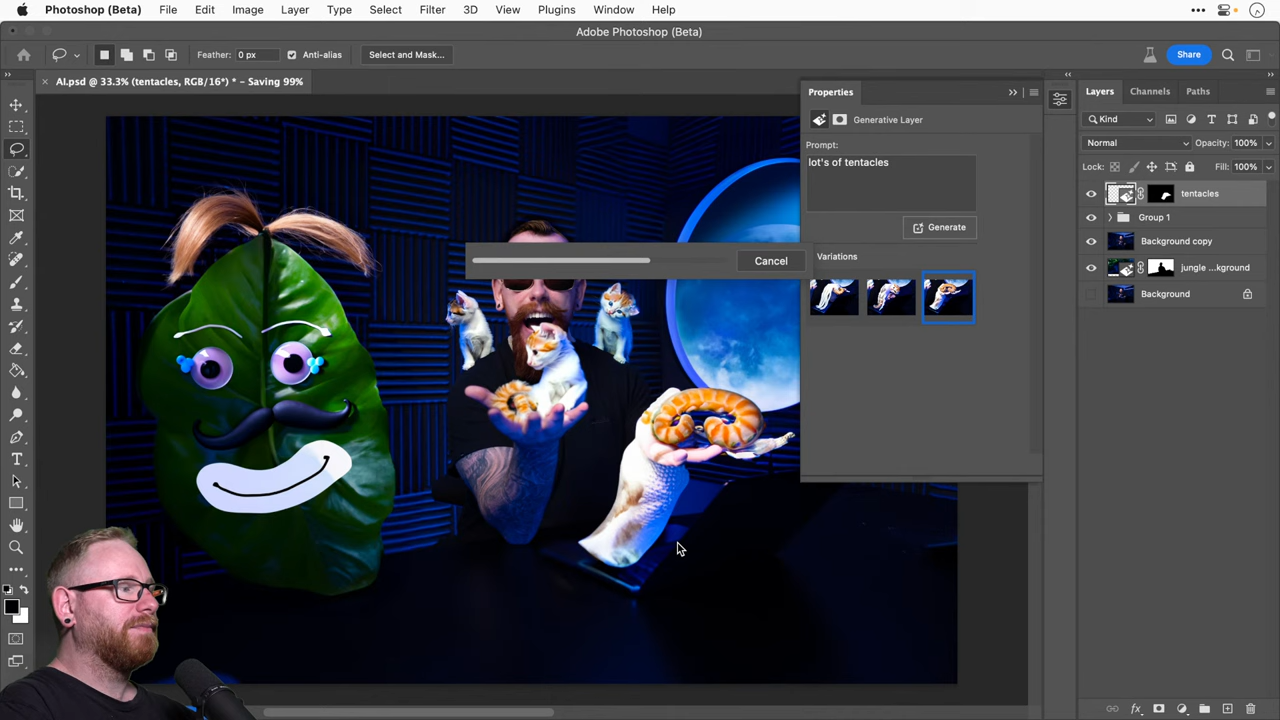 Photoshop (Beta) File Edit Image Layer Type Select Filter 3D View Plugins Window Help
Adobe Photoshop (Beta)
Feather: 0 px Anti-alias Select and Mask... Share
AI.psd @ 33.3% (tentacles, RGB/16*) * – Saving 99%
Properties
Generative Layer
Prompt:
lot's of tentacles
Generate
Variations
Cancel
Layers Channels Paths
Kind
Normal Opacity: 100%
Lock: Fill: 100%
tentacles
Group 1
Background copy
jungle ...kground
Background